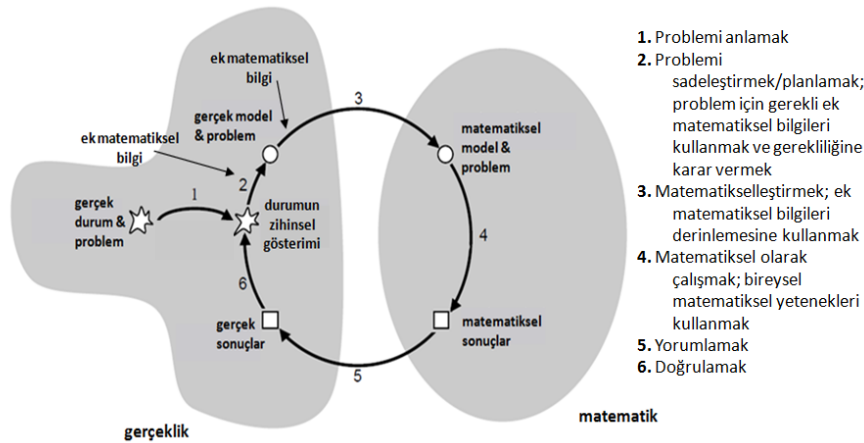 ek matematiksel
bilgi
gerçek model
& problem
ek matematiksel
bilgi
3
matematiksel
model &
problem
2
1
gerçek
durum &
problem
durumun
zihinsel
gösterimi
4
6
gerçek
sonuçlar
matematiksel
sonuçlar
5
gerçeklik
matematik
1. Problemi anlamak
2. Problemi
sadeleştirmek/planlamak;
problem için gerekli ek
matematiksel bilgileri
kullanmak ve gerekliliğine
karar vermek
3. Matematikselleştirmek; ek
matematiksel bilgileri
derinlemesine kullanmak
4. Matematiksel olarak
çalışmak; bireysel
matematiksel yetenekleri
kullanmak
5. Yorumlamak
6. Doğrulamak